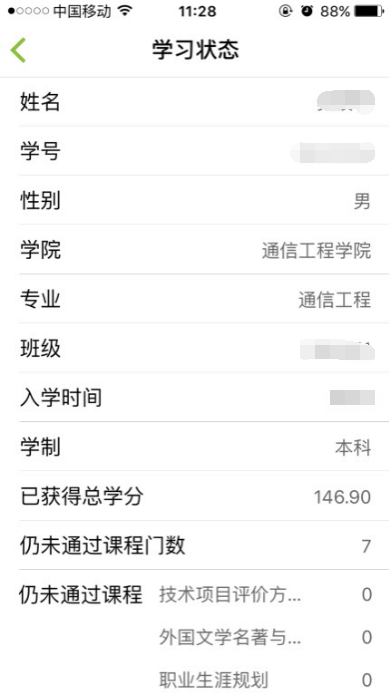 中国移动 11:28 88%
学习状态
姓名
学号
性别 男
学院 通信工程学院
专业 通信工程
班级
入学时间
学制 本科
已获得总学分 146.90
仍未通过课程门数 7
仍未通过课程 技术项目评价方... 0
外国文学名著与... 0
职业生涯规划 0